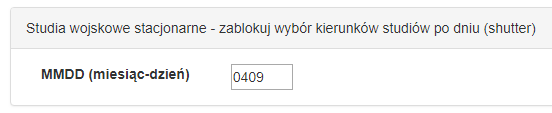 Studia wojskowe stacjonarne - zablokuj wybór kierunków studiów po dniu (shutter)
MMDD (miesiąc-dzień) 0409